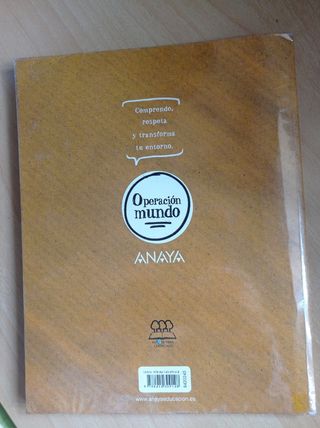 Comprende,
respeta
y transforma
tu entorno.
Operación
mundo
ANAYA
www.anayaeducacion.es